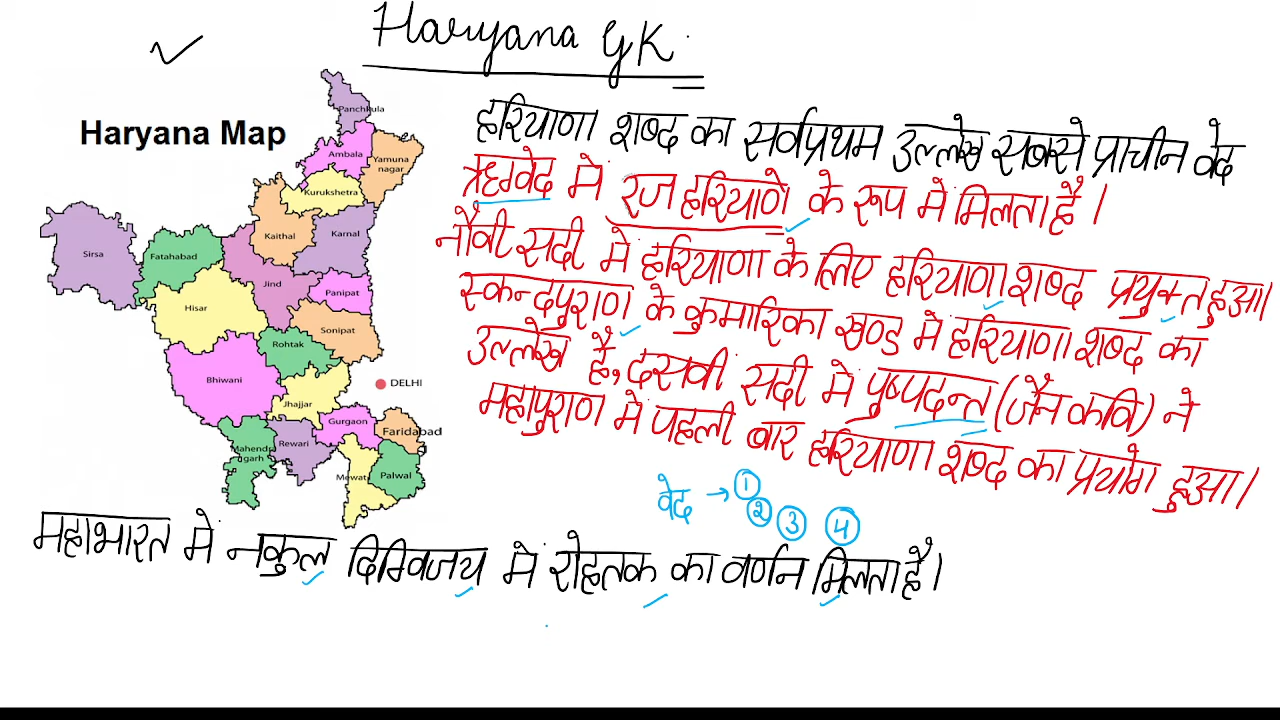 Haryana GK
Haryana Map
Panchkula
Ambala
Yamuna
nagar
Kurukshetra
Kaithal
Karnal
Sirsa
Fatahabad
Jind
Panipat
Hisar
Sonipat
Rohtak
Bhiwani
DELHI
Jhajjar
Gurgaon
Faridabad
Rewari
Mahendr
garh
Mewat
Palwal
हरियाणा शब्द का सर्वप्रथम उल्लेख सबसे प्राचीन वेद
ऋग्वेद में रज हरियाणे के रूप में मिलता है।
नौवी सदी में हरियाणा के लिए हरियाणा शब्द प्रयुक्त हुआ।
स्कन्दपुराण के कुमारिका खण्ड में हरियाणा शब्द का
उल्लेख है, दसवी सदी में पुष्पदन्त (जैन कवि) ने
महापुराण में पहली बार हरियाणा शब्द का प्रयोग हुआ।
वेद → 1 2 3 4
महाभारत में नकुल दिग्विजय में रोहतक का वर्णन मिलता है।